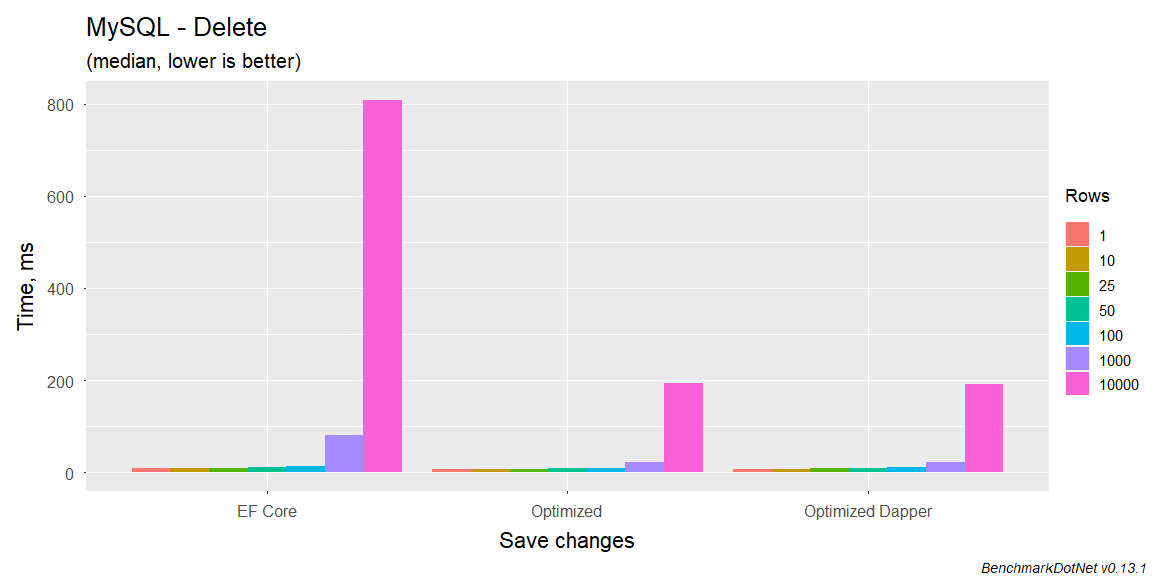 MySQL - Delete
(median, lower is better)
Time, ms
800
600
400
200
0
EF Core
Optimized
Optimized Dapper
Save changes
Rows
1
10
25
50
100
1000
10000
BenchmarkDotNet v0.13.1